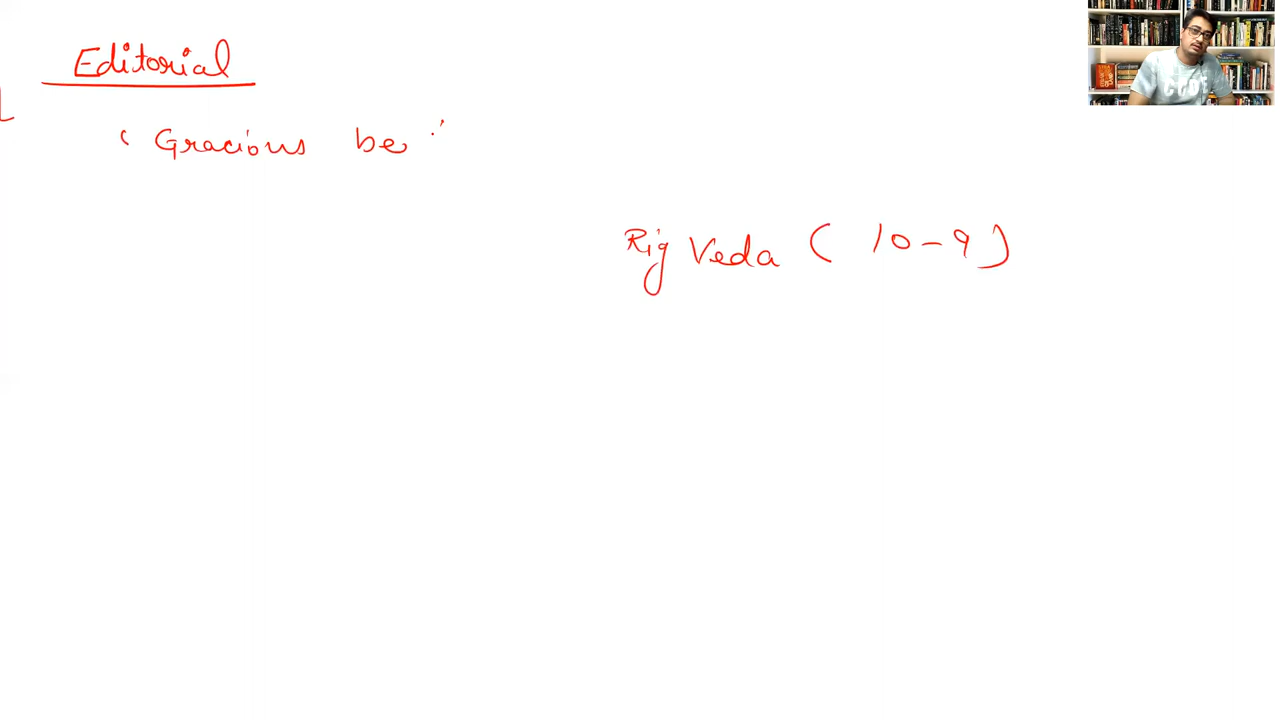 Editorial
‘ Gracious be
Rig Veda ( 10-9 )